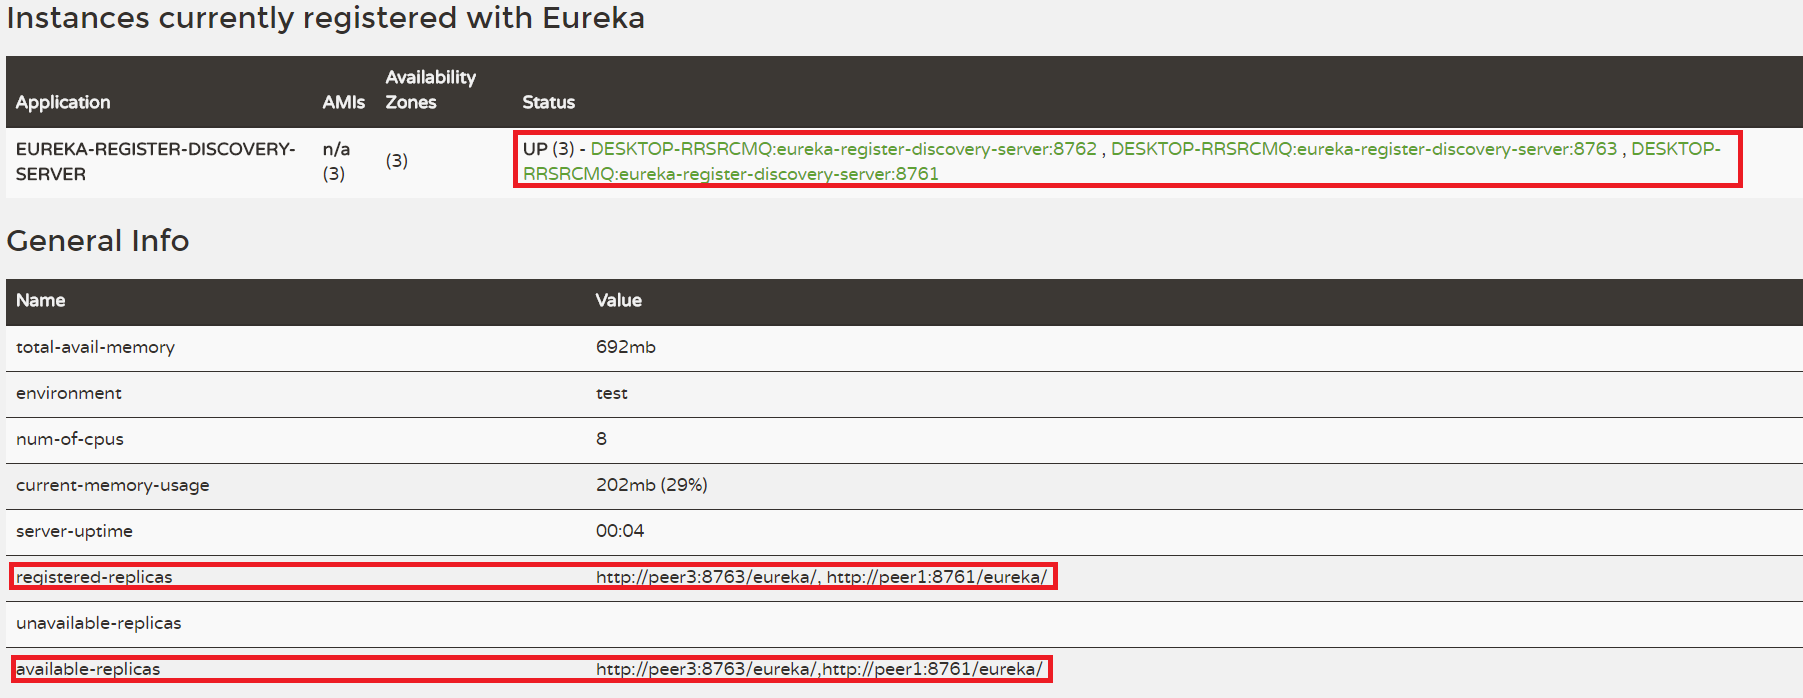 Instances currently registered with Eureka
Application AMIs Availability Zones Status
EUREKA-REGISTER-DISCOVERY-SERVER n/a (3) (3) UP (3) - DESKTOP-RRSRCMQ:eureka-register-discovery-server:8762 , DESKTOP-RRSRCMQ:eureka-register-discovery-server:8763 , DESKTOP-RRSRCMQ:eureka-register-discovery-server:8761
General Info
Name Value
total-avail-memory 692mb
environment test
num-of-cpus 8
current-memory-usage 202mb (29%)
server-uptime 00:04
registered-replicas http://peer3:8763/eureka/, http://peer1:8761/eureka/
unavailable-replicas
available-replicas http://peer3:8763/eureka/,http://peer1:8761/eureka/